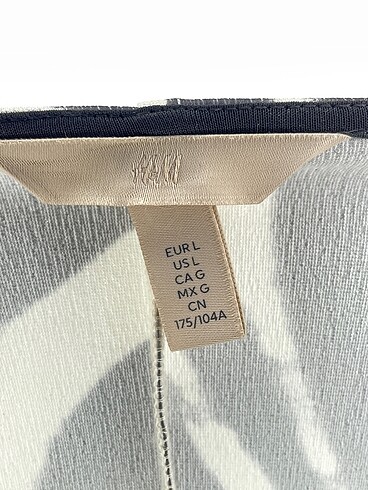 H&M
EUR L
US L
CA G
MX G
CN
175/104A